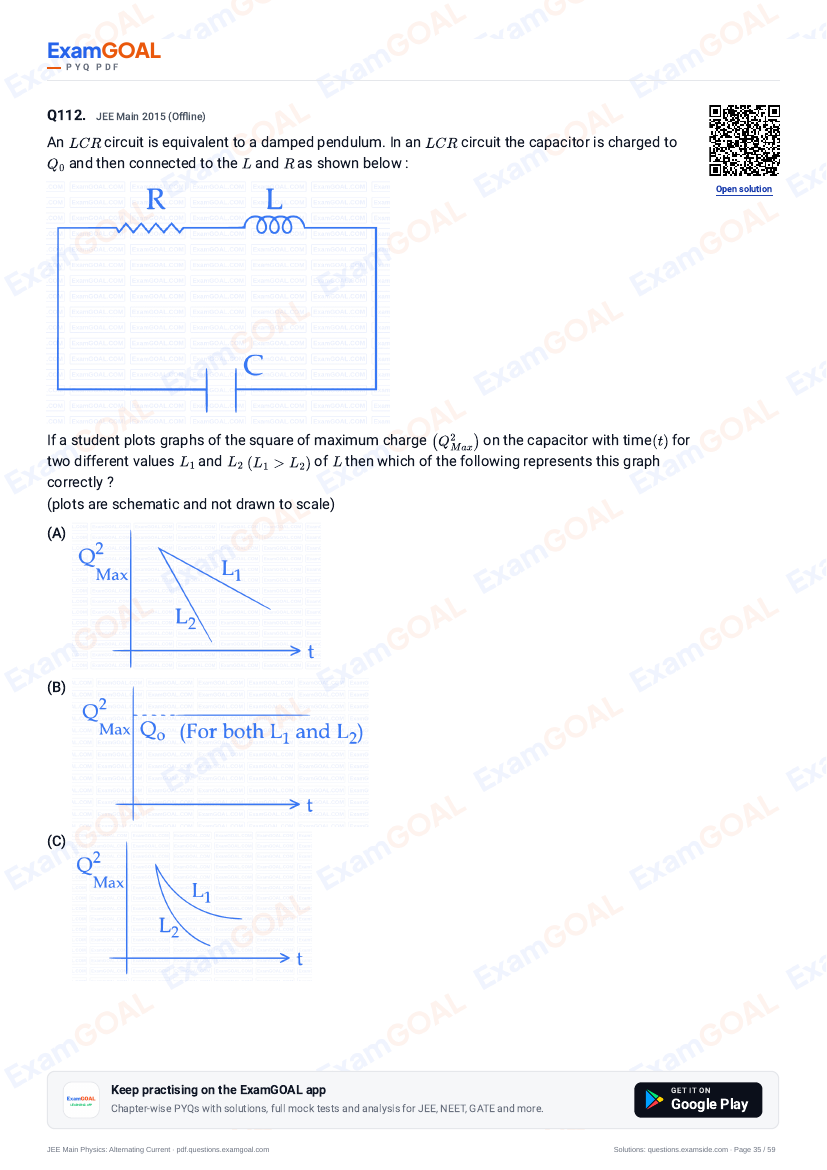 ExamGOAL
PYQ PDF
Q112. JEE Main 2015 (Offline)
An LCR circuit is equivalent to a damped pendulum. In an LCR circuit the capacitor is charged to
Q₀ and then connected to the L and R as shown below :
Open solution
R L
C
If a student plots graphs of the square of maximum charge (Q²_Max) on the capacitor with time(t) for
two different values L₁ and L₂ (L₁ > L₂) of L then which of the following represents this graph
correctly ?
(plots are schematic and not drawn to scale)
(A)
Q²_Max
L₁
L₂
t
(B)
Q²_Max
Q₀ (For both L₁ and L₂)
t
(C)
Q²_Max
L₁
L₂
t
Keep practising on the ExamGOAL app
Chapter-wise PYQs with solutions, full mock tests and analysis for JEE, NEET, GATE and more.
GET IT ON
Google Play
JEE Main Physics: Alternating Current · pdf.questions.examgoal.com
Solutions: questions.examside.com · Page 35 / 59